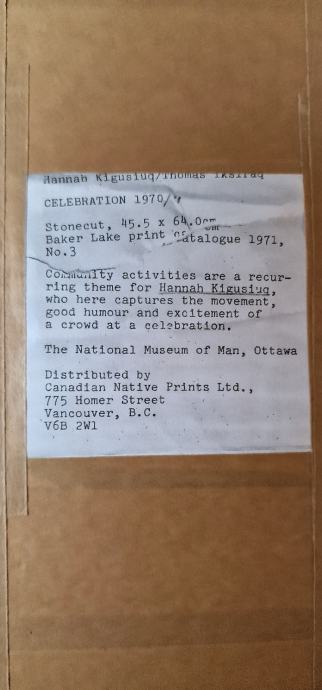 Hannah Kigusiuq/Thomas Iksiraq
CELEBRATION 1970/
Stonecut, 45.5 x 64.0cm
Baker Lake print catalogue 1971,
No.3
Community activities are a recur-
ring theme for Hannah Kigusiuq,
who here captures the movement,
good humour and excitement of
a crowd at a celebration.
The National Museum of Man, Ottawa
Distributed by
Canadian Native Prints Ltd.,
775 Homer Street
Vancouver, B.C.
V6B 2W1